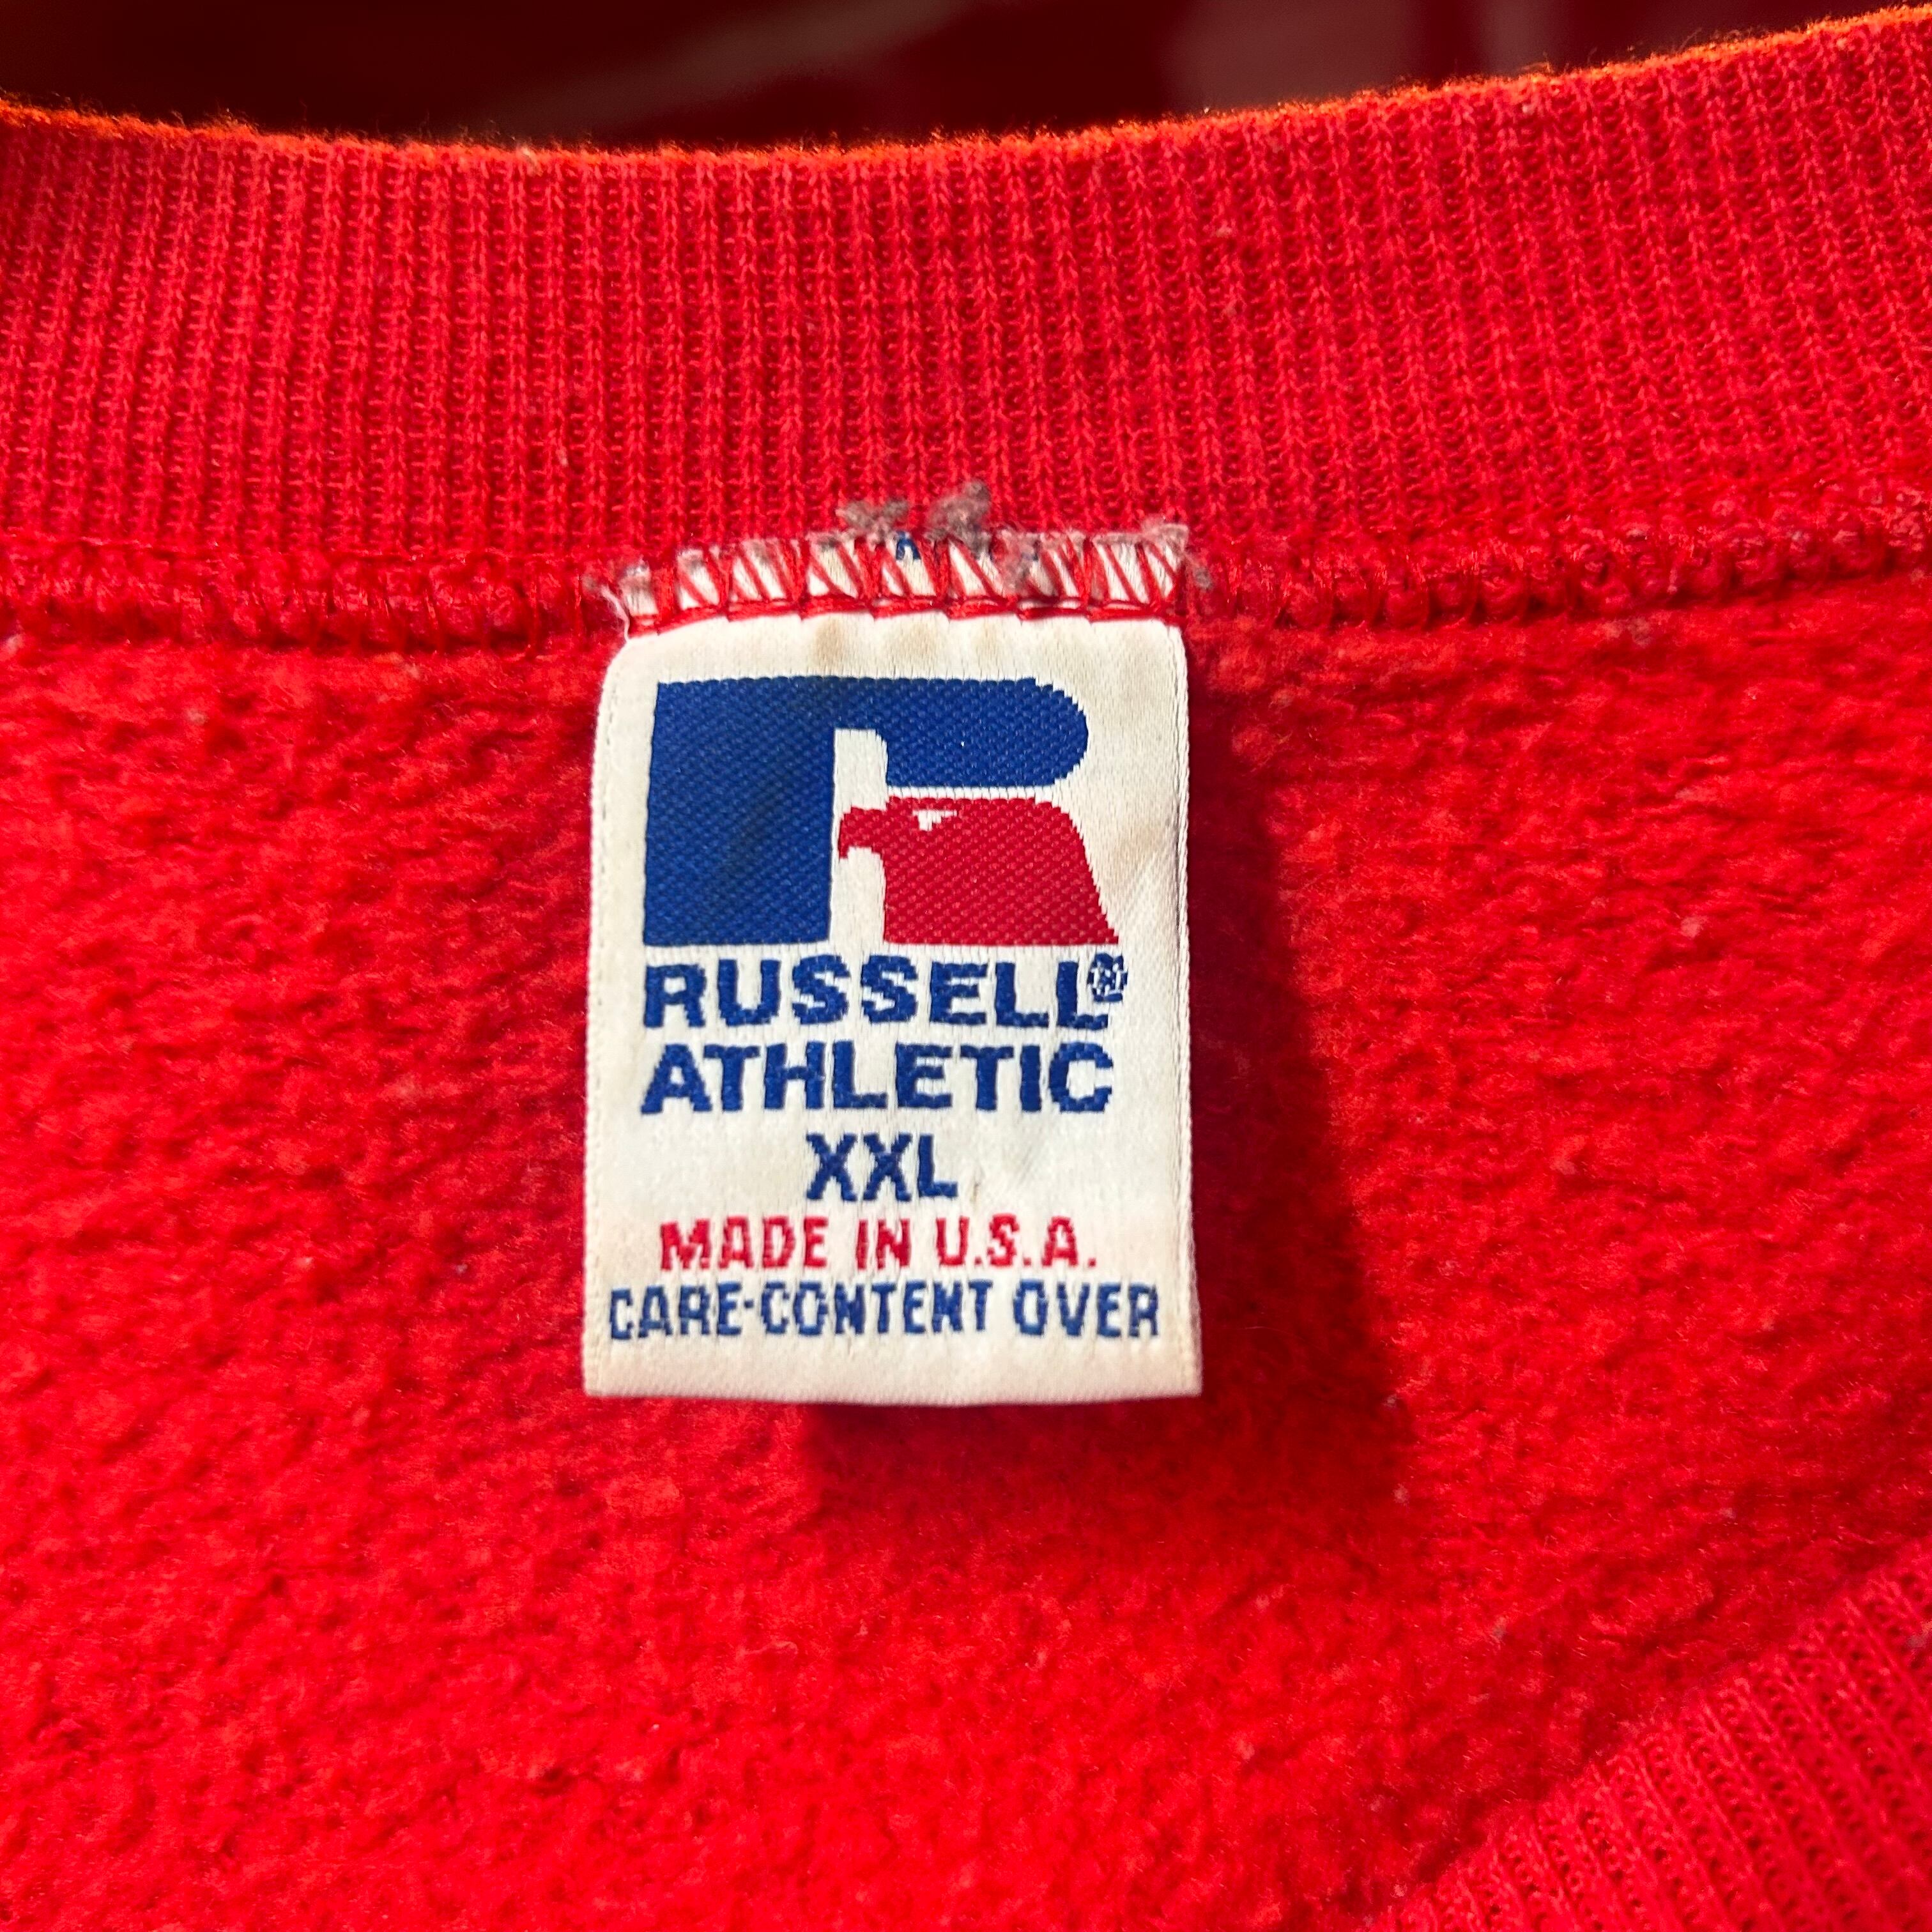 RUSSELL®
ATHLETIC
XXL
MADE IN U.S.A.
CARE-CONTENT OVER